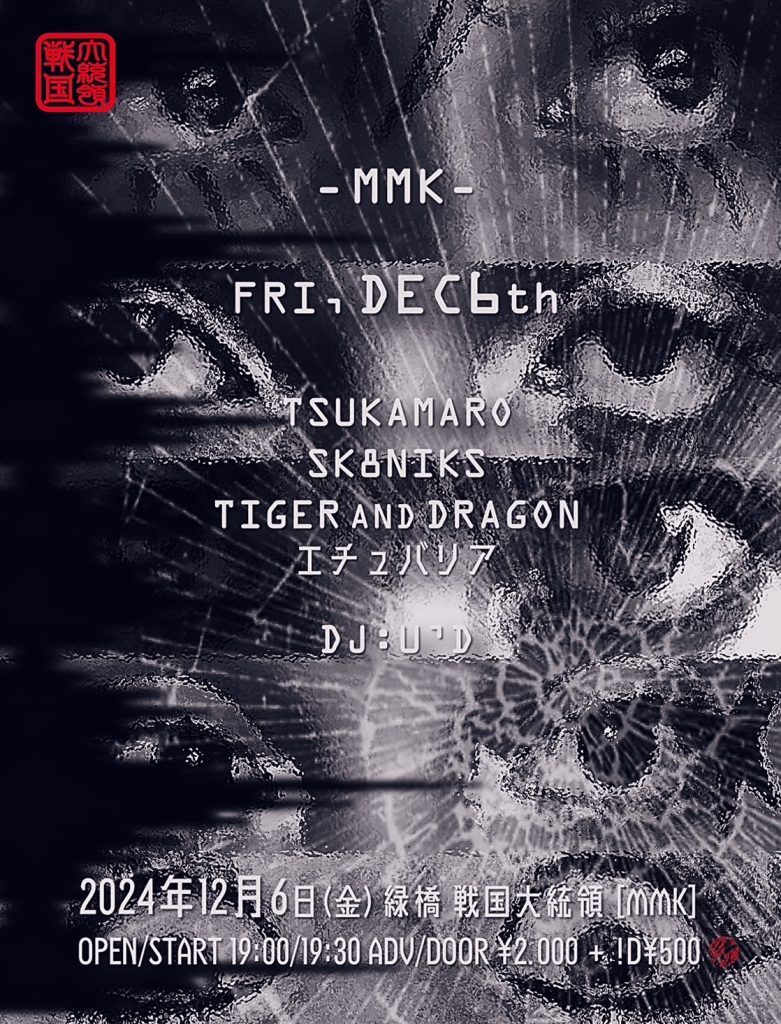 大統領
戦国
-MMK-
FRI, DEC6th
TSUKAMARO
SK8NIKS
TIGER AND DRAGON
エチュバリア
DJ:U'D
2024年12月6日(金) 緑橋 戦国大統領 [MMK]
OPEN/START 19:00/19:30 ADV/DOOR ¥2.000 + !D¥500